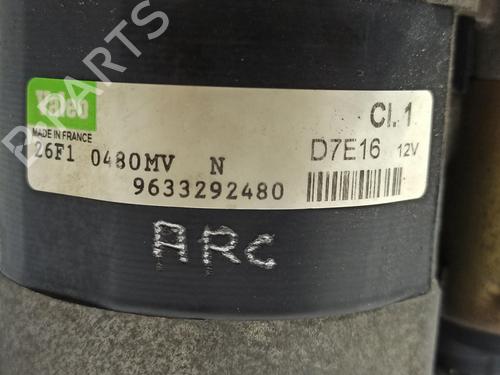 B-PARTS
Valeo
MADE IN FRANCE
26F1 0480MV N
9633292480
Cl.1
D7E16 12V
ARC